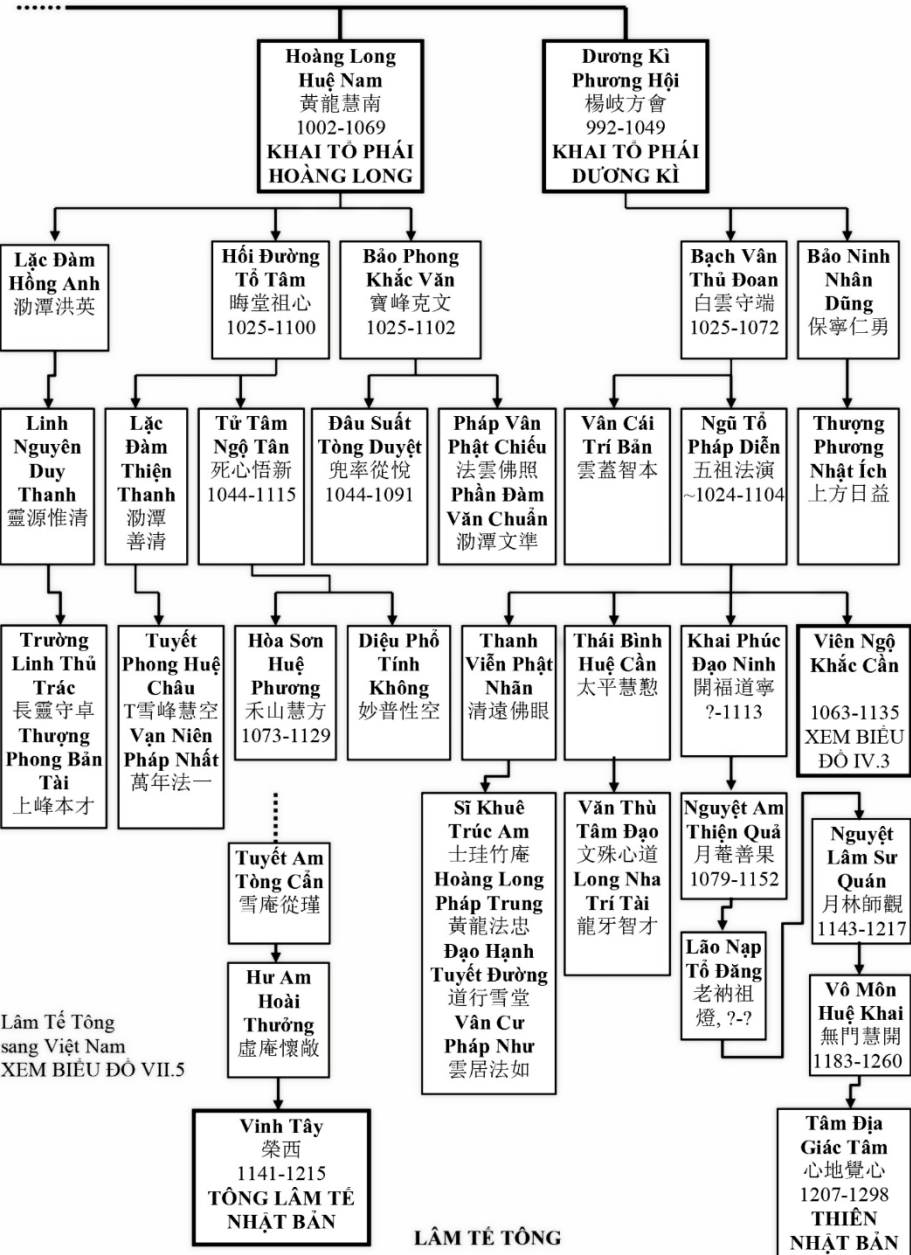 Hoàng Long
Huệ Nam
黃龍慧南
1002-1069
KHAI TỔ PHÁI
HOÀNG LONG
Dương Kì
Phương Hội
楊岐方會
992-1049
KHAI TỔ PHÁI
DƯƠNG KÌ
Lặc Đàm
Hồng Anh
泐潭洪英
Hối Đường
Tổ Tâm
晦堂祖心
1025-1100
Bảo Phong
Khắc Văn
寶峰克文
1025-1102
Bạch Vân
Thủ Đoan
白雲守端
1025-1072
Bảo Ninh
Nhân
Dũng
保寧仁勇
Linh
Nguyên
Duy
Thanh
靈源惟清
Lặc
Đàm
Thiện
Thanh
泐潭
善清
Tử Tâm
Ngộ Tân
死心悟新
1044-1115
Đâu Suất
Tòng Duyệt
兜率從悅
1044-1091
Pháp Vân
Phật Chiếu
法雲佛照
Phần Đàm
Văn Chuẩn
泐潭文準
Vân Cái
Trí Bản
雲蓋智本
Ngũ Tổ
Pháp Diễn
五祖法演
~1024-1104
Thượng
Phương
Nhật Ích
上方日益
Trường
Linh Thủ
Trác
長靈守卓
Thượng
Phong Bản
Tài
上峰本才
Tuyết
Phong Huệ
Châu
T雪峰慧空
Vạn Niên
Pháp Nhất
萬年法一
Hòa Sơn
Huệ
Phương
禾山慧方
1073-1129
Diệu Phổ
Tính
Không
妙普性空
Thanh
Viễn Phật
Nhãn
清遠佛眼
Thái Bình
Huệ Cần
太平慧懃
Khai Phúc
Đạo Ninh
開福道寧
?-1113
Viên Ngộ
Khắc Cần
1063-1135
XEM BIỂU
ĐỒ IV.3
Tuyết Am
Tòng Cẩn
雪庵從瑾
Sĩ Khuê
Trúc Am
士珪竹庵
Hoàng Long
Pháp Trung
黃龍法忠
Đạo Hạnh
Tuyết Đường
道行雪堂
Vân Cư
Pháp Như
雲居法如
Văn Thù
Tâm Đạo
文殊心道
Long Nha
Trí Tài
龍牙智才
Nguyệt Am
Thiện Quả
月菴善果
1079-1152
Nguyệt
Lâm Sư
Quán
月林師觀
1143-1217
Lão Nạp
Tổ Đăng
老衲祖
燈, ?-?
Hư Am
Hoài
Thưởng
虛庵懷敞
Vô Môn
Huệ Khai
無門慧開
1183-1260
Lâm Tế Tông
sang Việt Nam
XEM BIỂU ĐỒ VII.5
Vinh Tây
榮西
1141-1215
TÔNG LÂM TẾ
NHẬT BẢN
Tâm Địa
Giác Tâm
心地覺心
1207-1298
THIỀN
NHẬT BẢN
LÂM TẾ TÔNG